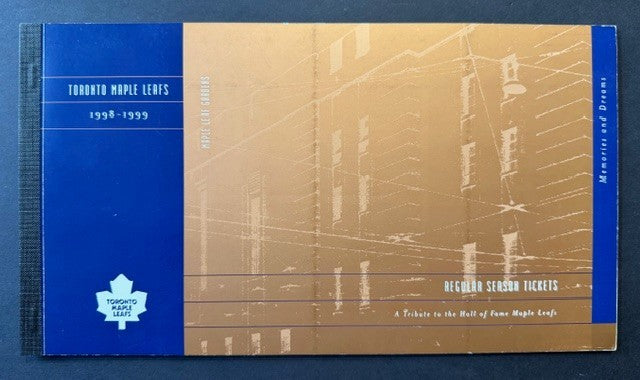 TORONTO MAPLE LEAFS
1998-1999
TORONTO
MAPLE
LEAFS
MAPLE LEAF GARDENS
REGULAR SEASON TICKETS
A Tribute to the Hall of Fame Maple Leafs
Memories and Dreams